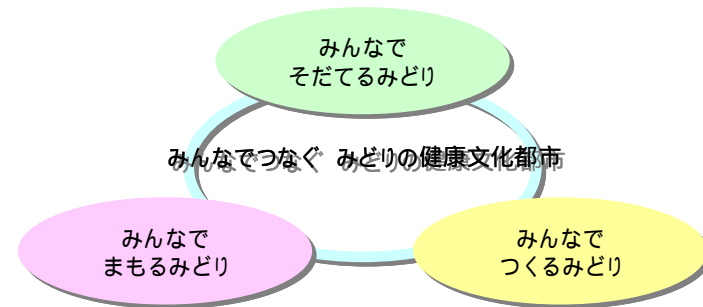 みんなで
そだてるみどり
みんなでつなぐ　みどりの健康文化都市
みんなで
まもるみどり
みんなで
つくるみどり